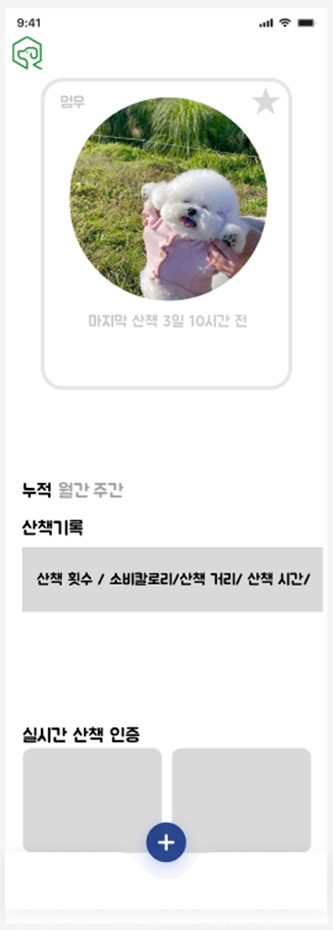 9:41
멈무
마지막 산책 3일 10시간 전
누적 월간 주간
산책기록
산책 횟수 / 소비칼로리/산책 거리/ 산책 시간/
실시간 산책 인증